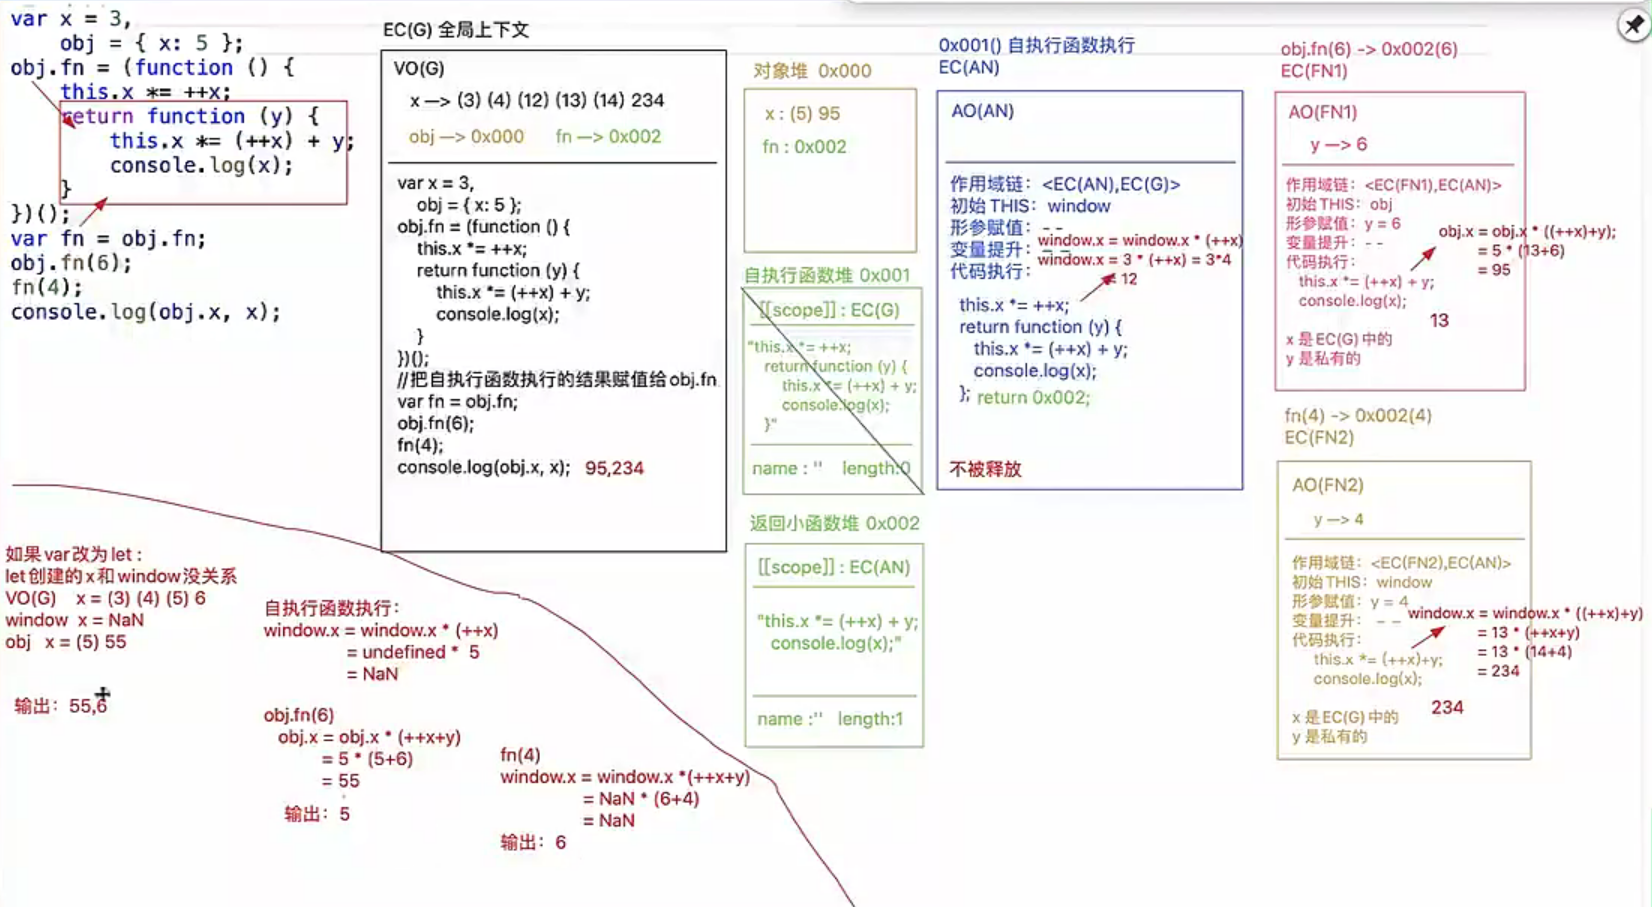 var x = 3,
    obj = { x: 5 };
obj.fn = (function () {
    this.x *= ++x;
    return function (y) {
        this.x *= (++x) + y;
        console.log(x);
    }
})();
var fn = obj.fn;
obj.fn(6);
fn(4);
console.log(obj.x, x);
EC(G) 全局上下文
VO(G)
x —> (3) (4) (12) (13) (14) 234
obj —> 0x000 fn —> 0x002
var x = 3,
    obj = { x: 5 };
obj.fn = (function () {
    this.x *= ++x;
    return function (y) {
        this.x *= (++x) + y;
        console.log(x);
    }
})();
//把自执行函数执行的结果赋值给obj.fn
var fn = obj.fn;
obj.fn(6);
fn(4);
console.log(obj.x, x); 95,234
对象堆 0x000
x : (5) 95
fn : 0x002
自执行函数堆 0x001
[[scope]] : EC(G)
"this.x *= ++x;
return function (y) {
    this.x *= (++x) + y;
    console.log(x);
}"
name : '' length:0
返回小函数堆 0x002
[[scope]] : EC(AN)
"this.x *= (++x) + y;
console.log(x);"
name :'' length:1
0x001() 自执行函数执行
EC(AN)
AO(AN)
作用域链：<EC(AN),EC(G)>
初始THIS：window
形参赋值：- -
变量提升：- -
代码执行：
window.x = window.x * (++x)
window.x = 3 * (++x) = 3*4
= 12
this.x *= ++x;
return function (y) {
    this.x *= (++x) + y;
    console.log(x);
}; return 0x002;
不被释放
obj.fn(6) -> 0x002(6)
EC(FN1)
AO(FN1)
y —> 6
作用域链：<EC(FN1),EC(AN)>
初始THIS：obj
形参赋值：y = 6
变量提升：- -
代码执行：
this.x *= (++x) + y;
console.log(x);
obj.x = obj.x * ((++x)+y);
= 5 * (13+6)
= 95
13
x 是EC(G) 中的
y 是私有的
fn(4) -> 0x002(4)
EC(FN2)
AO(FN2)
y —> 4
作用域链：<EC(FN2),EC(AN)>
初始THIS：window
形参赋值：y = 4
变量提升：- -
代码执行：
this.x *= (++x)+y;
console.log(x);
window.x = window.x * ((++x)+y)
= 13 * (++x+y)
= 13 * (14+4)
= 234
234
x 是EC(G) 中的
y 是私有的
如果var改为let：
let创建的x和window没关系
VO(G) x = (3) (4) (5) 6
window x = NaN
obj x = (5) 55
输出：55,6
自执行函数执行：
window.x = window.x * (++x)
= undefined * 5
= NaN
obj.fn(6)
obj.x = obj.x * (++x+y)
= 5 * (5+6)
= 55
输出：5
fn(4)
window.x = window.x *(++x+y)
= NaN * (6+4)
= NaN
输出：6